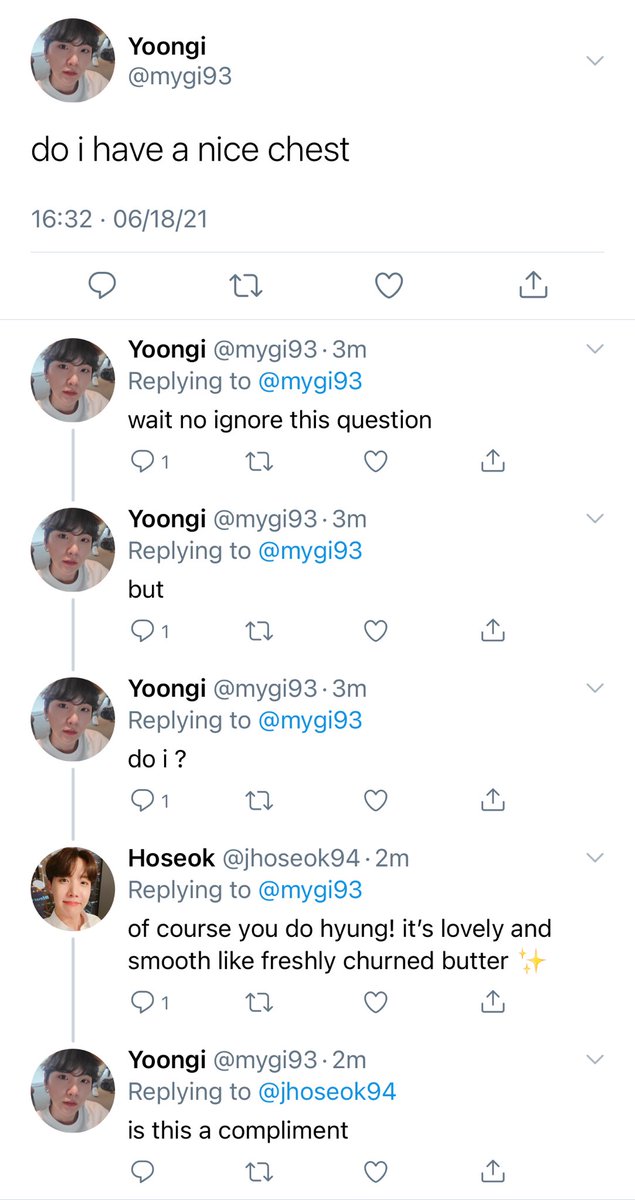 Yoongi
@mygi93
do i have a nice chest
16:32 · 06/18/21
Yoongi @mygi93 · 3m
Replying to @mygi93
wait no ignore this question
1
Yoongi @mygi93 · 3m
Replying to @mygi93
but
1
Yoongi @mygi93 · 3m
Replying to @mygi93
do i ?
1
Hoseok @jhoseok94 · 2m
Replying to @mygi93
of course you do hyung! it’s lovely and
smooth like freshly churned butter ✨
1
Yoongi @mygi93 · 2m
Replying to @jhoseok94
is this a compliment